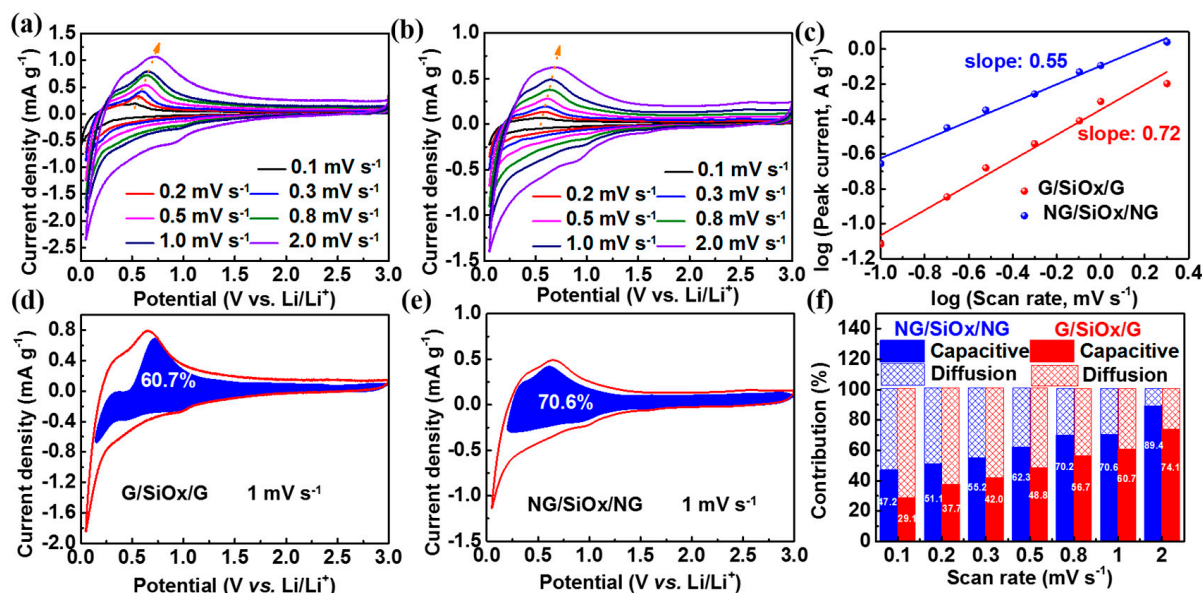 (a)
1.5
1.0
0.5
0.0
-0.5
-1.0
-1.5
-2.0
-2.5
Current density (mA g⁻¹)
0.1 mV s⁻¹
0.2 mV s⁻¹ 0.3 mV s⁻¹
0.5 mV s⁻¹ 0.8 mV s⁻¹
1.0 mV s⁻¹ 2.0 mV s⁻¹
0.0 0.5 1.0 1.5 2.0 2.5 3.0
Potential (V vs. Li/Li⁺)
(b)
1.0
0.5
0.0
-0.5
-1.0
-1.5
Current density (mA g⁻¹)
0.1 mV s⁻¹
0.2 mV s⁻¹ 0.3 mV s⁻¹
0.5 mV s⁻¹ 0.8 mV s⁻¹
1.0 mV s⁻¹ 2.0 mV s⁻¹
0.0 0.5 1.0 1.5 2.0 2.5 3.0
Potential (V vs. Li/Li⁺)
(c)
0.0
-0.2
-0.4
-0.6
-0.8
-1.0
-1.2
log (Peak current, A g⁻¹)
slope: 0.55
slope: 0.72
G/SiOx/G
NG/SiOx/NG
-1.0 -0.8 -0.6 -0.4 -0.2 0.0 0.2 0.4
log (Scan rate, mV s⁻¹)
(d)
0.8
0.4
0.0
-0.4
-0.8
-1.2
-1.6
-2.0
Current density (mA g⁻¹)
60.7%
G/SiOx/G 1 mV s⁻¹
0.0 0.5 1.0 1.5 2.0 2.5 3.0
Potential (V vs. Li/Li⁺)
(e)
1.0
0.5
0.0
-0.5
-1.0
-1.5
Current density (mA g⁻¹)
70.6%
NG/SiOx/NG 1 mV s⁻¹
0.0 0.5 1.0 1.5 2.0 2.5 3.0
Potential (V vs. Li/Li⁺)
(f)
140
120
100
80
60
40
20
0
Contribution (%)
NG/SiOx/NG G/SiOx/G
Capacitive Capacitive
Diffusion Diffusion
47.2 29.1 51.1 37.7 55.2 42.0 62.3 48.8 70.2 56.7 70.6 60.7 89.4 74.1
0.1 0.2 0.3 0.5 0.8 1 2
Scan rate (mV s⁻¹)